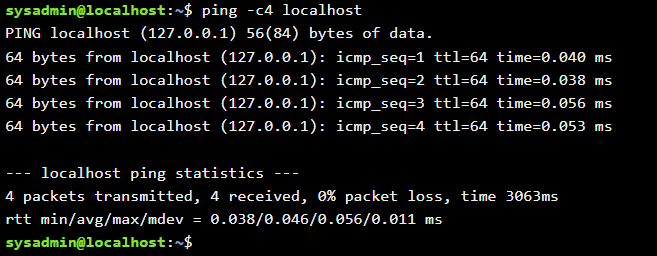 sysadmin@localhost:~$ ping -c4 localhost
PING localhost (127.0.0.1) 56(84) bytes of data.
64 bytes from localhost (127.0.0.1): icmp_seq=1 ttl=64 time=0.040 ms
64 bytes from localhost (127.0.0.1): icmp_seq=2 ttl=64 time=0.038 ms
64 bytes from localhost (127.0.0.1): icmp_seq=3 ttl=64 time=0.056 ms
64 bytes from localhost (127.0.0.1): icmp_seq=4 ttl=64 time=0.053 ms
--- localhost ping statistics ---
4 packets transmitted, 4 received, 0% packet loss, time 3063ms
rtt min/avg/max/mdev = 0.038/0.046/0.056/0.011 ms
sysadmin@localhost:~$